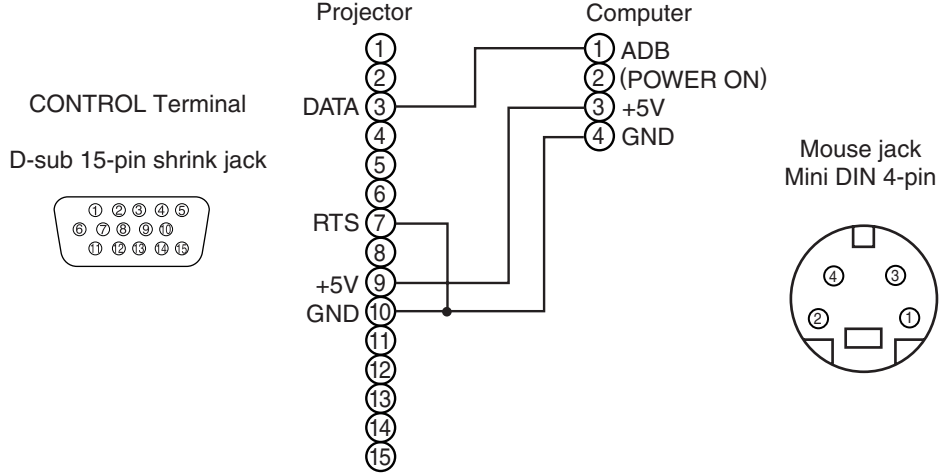 Projector
Computer
CONTROL Terminal
D-sub 15-pin shrink jack
1 2 3 4 5
6 7 8 9 10
11 12 13 14 15
1
2
DATA 3
4
5
6
RTS 7
8
+5V 9
GND 10
11
12
13
14
15
1 ADB
2 (POWER ON)
3 +5V
4 GND
Mouse jack
Mini DIN 4-pin
4 3
2 1